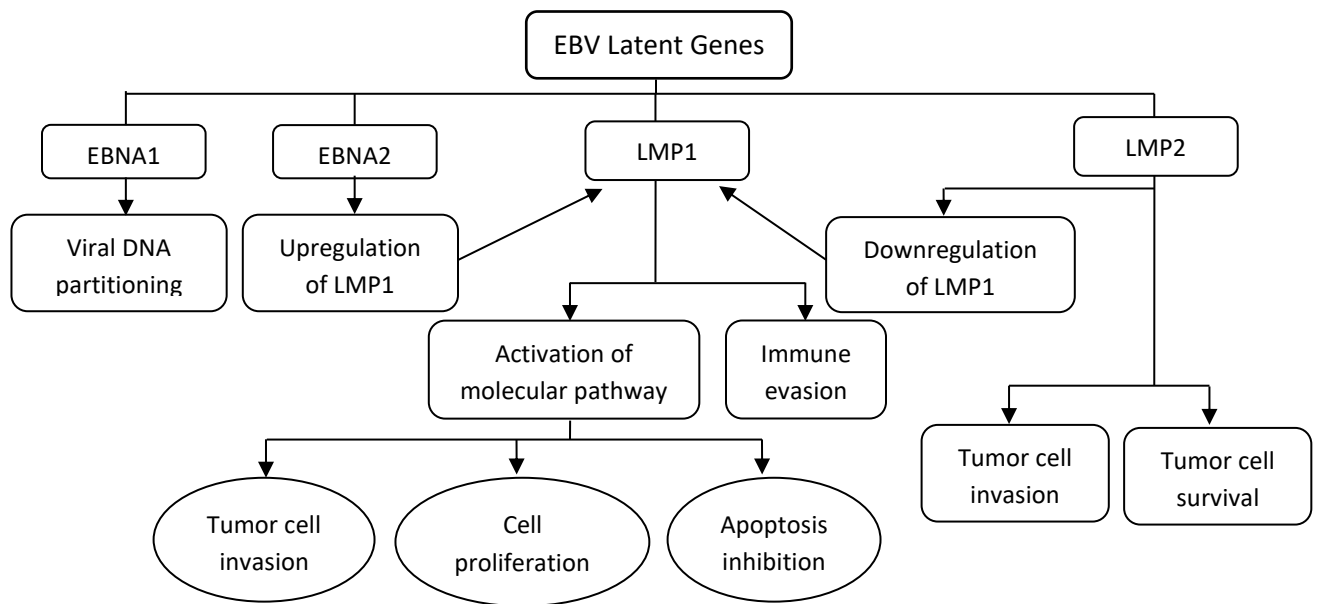 EBV Latent Genes
EBNA1
EBNA2
LMP1
LMP2
Viral DNA
partitioning
Upregulation
of LMP1
Downregulation
of LMP1
Activation of
molecular pathway
Immune
evasion
Tumor cell
invasion
Tumor cell
survival
Tumor cell
invasion
Cell
proliferation
Apoptosis
inhibition